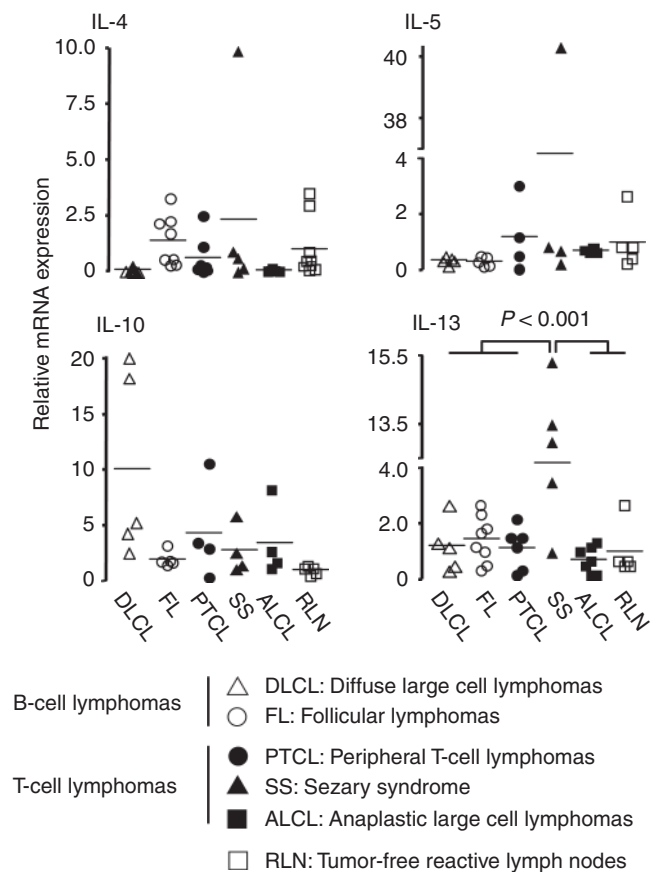 IL-4
10.0
7.5
5.0
2.5
0
IL-5
40
38
4
2
0
Relative mRNA expression
IL-10
20
15
10
5
0
DLCL
FL
PTCL
SS
ALCL
RLN
IL-13
P < 0.001
15.5
13.5
4.0
2.0
0
DLCL
FL
PTCL
SS
ALCL
RLN
B-cell lymphomas
DLCL: Diffuse large cell lymphomas
FL: Follicular lymphomas
T-cell lymphomas
PTCL: Peripheral T-cell lymphomas
SS: Sezary syndrome
ALCL: Anaplastic large cell lymphomas
RLN: Tumor-free reactive lymph nodes